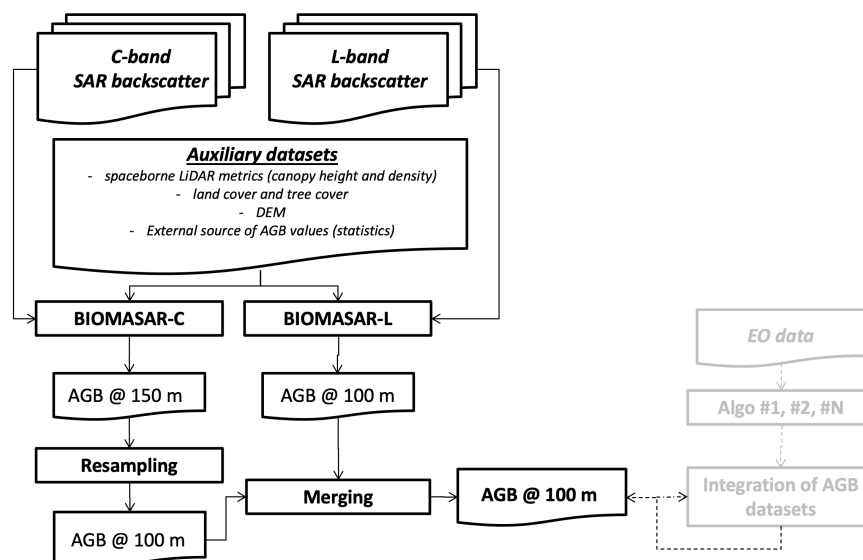 C-band
SAR backscatter
L-band
SAR backscatter
Auxiliary datasets
- spaceborne LiDAR metrics (canopy height and density)
- land cover and tree cover
- DEM
- External source of AGB values (statistics)
BIOMASAR-C
BIOMASAR-L
EO data
AGB @ 150 m
AGB @ 100 m
Algo #1, #2, #N
Resampling
Merging
AGB @ 100 m
Integration of AGB
datasets
AGB @ 100 m